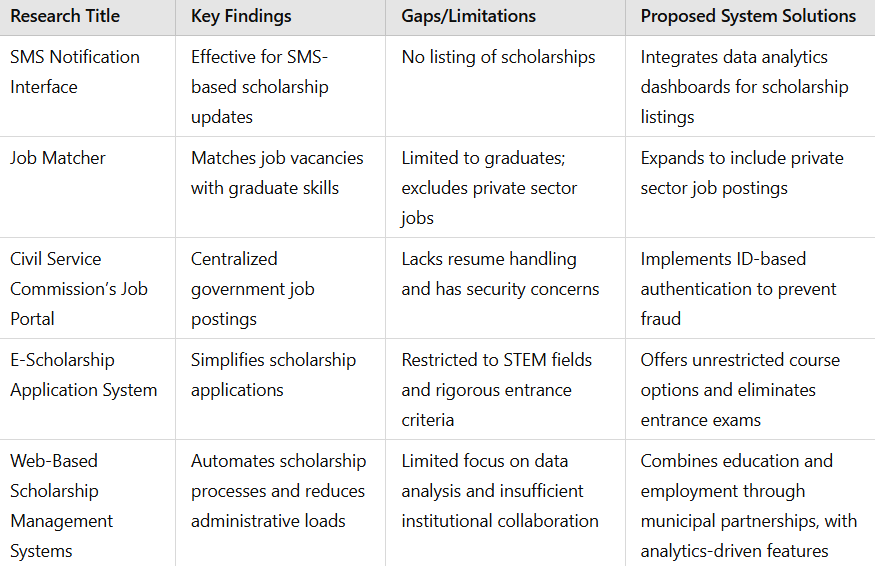 Research Title Key Findings Gaps/Limitations Proposed System Solutions
SMS Notification Interface Effective for SMS-based scholarship updates No listing of scholarships Integrates data analytics dashboards for scholarship listings
Job Matcher Matches job vacancies with graduate skills Limited to graduates; excludes private sector jobs Expands to include private sector job postings
Civil Service Commission’s Job Portal Centralized government job postings Lacks resume handling and has security concerns Implements ID-based authentication to prevent fraud
E-Scholarship Application System Simplifies scholarship applications Restricted to STEM fields and rigorous entrance criteria Offers unrestricted course options and eliminates entrance exams
Web-Based Scholarship Management Systems Automates scholarship processes and reduces administrative loads Limited focus on data analysis and insufficient institutional collaboration Combines education and employment through municipal partnerships, with analytics-driven features